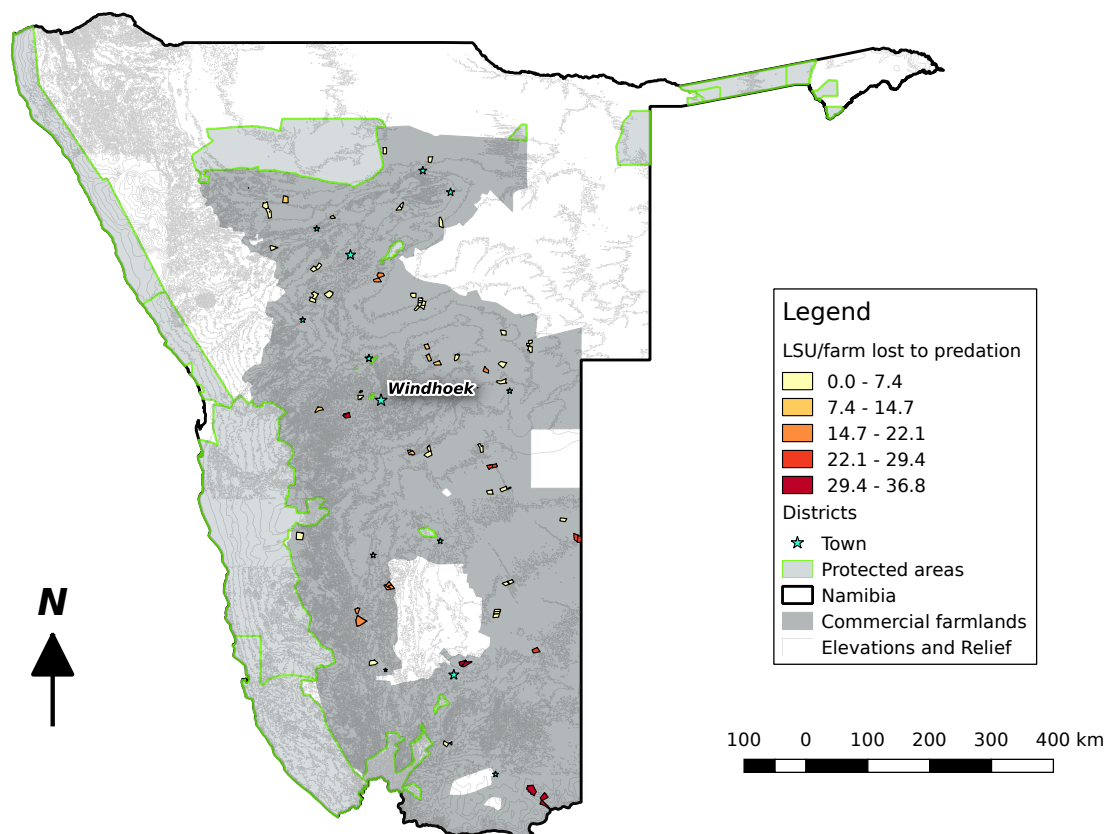 Windhoek
N
Legend
LSU/farm lost to predation
0.0 - 7.4
7.4 - 14.7
14.7 - 22.1
22.1 - 29.4
29.4 - 36.8
Districts
Town
Protected areas
Namibia
Commercial farmlands
Elevations and Relief
100 0 100 200 300 400 km